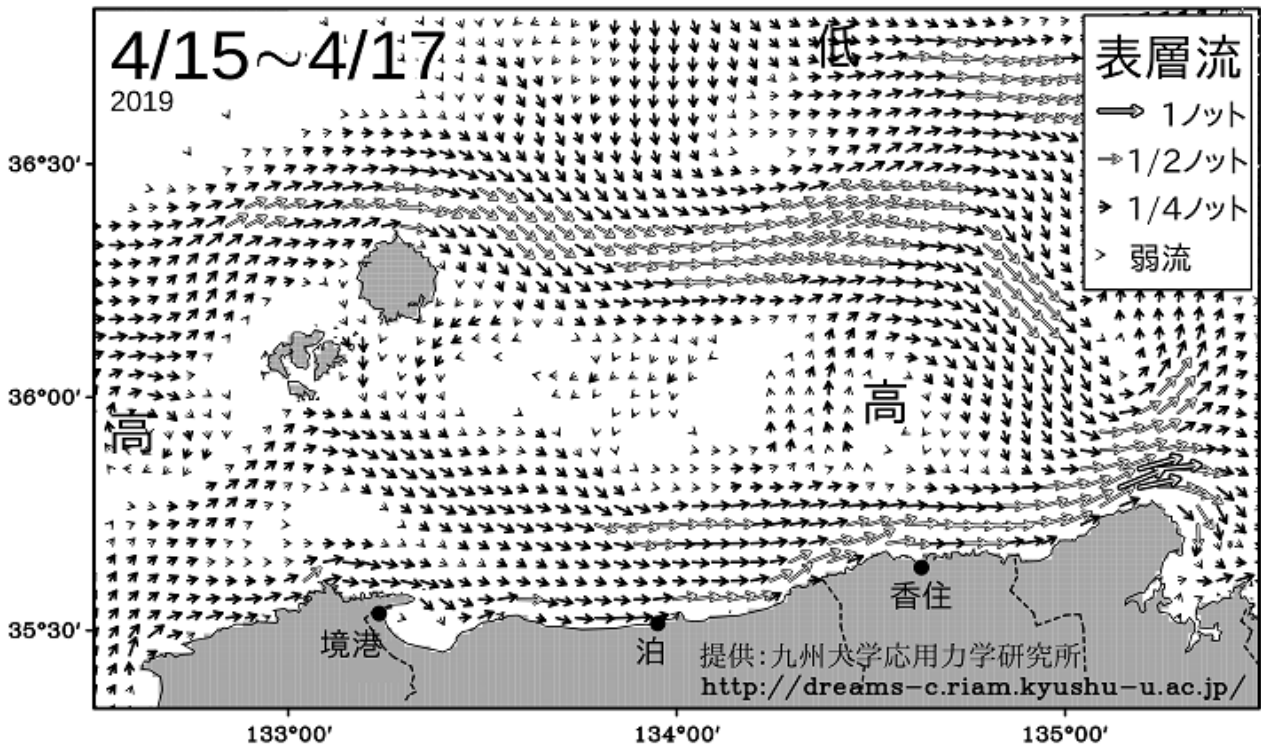 4/15～4/17
2019
低
表層流
1ノット
1/2ノット
1/4ノット
弱流
36°30'
36°00'
35°30'
高
高
境港
泊
香住
提供：九州大学応用力学研究所
http://dreams-c.riam.kyushu-u.ac.jp/
133°00'
134°00'
135°00'